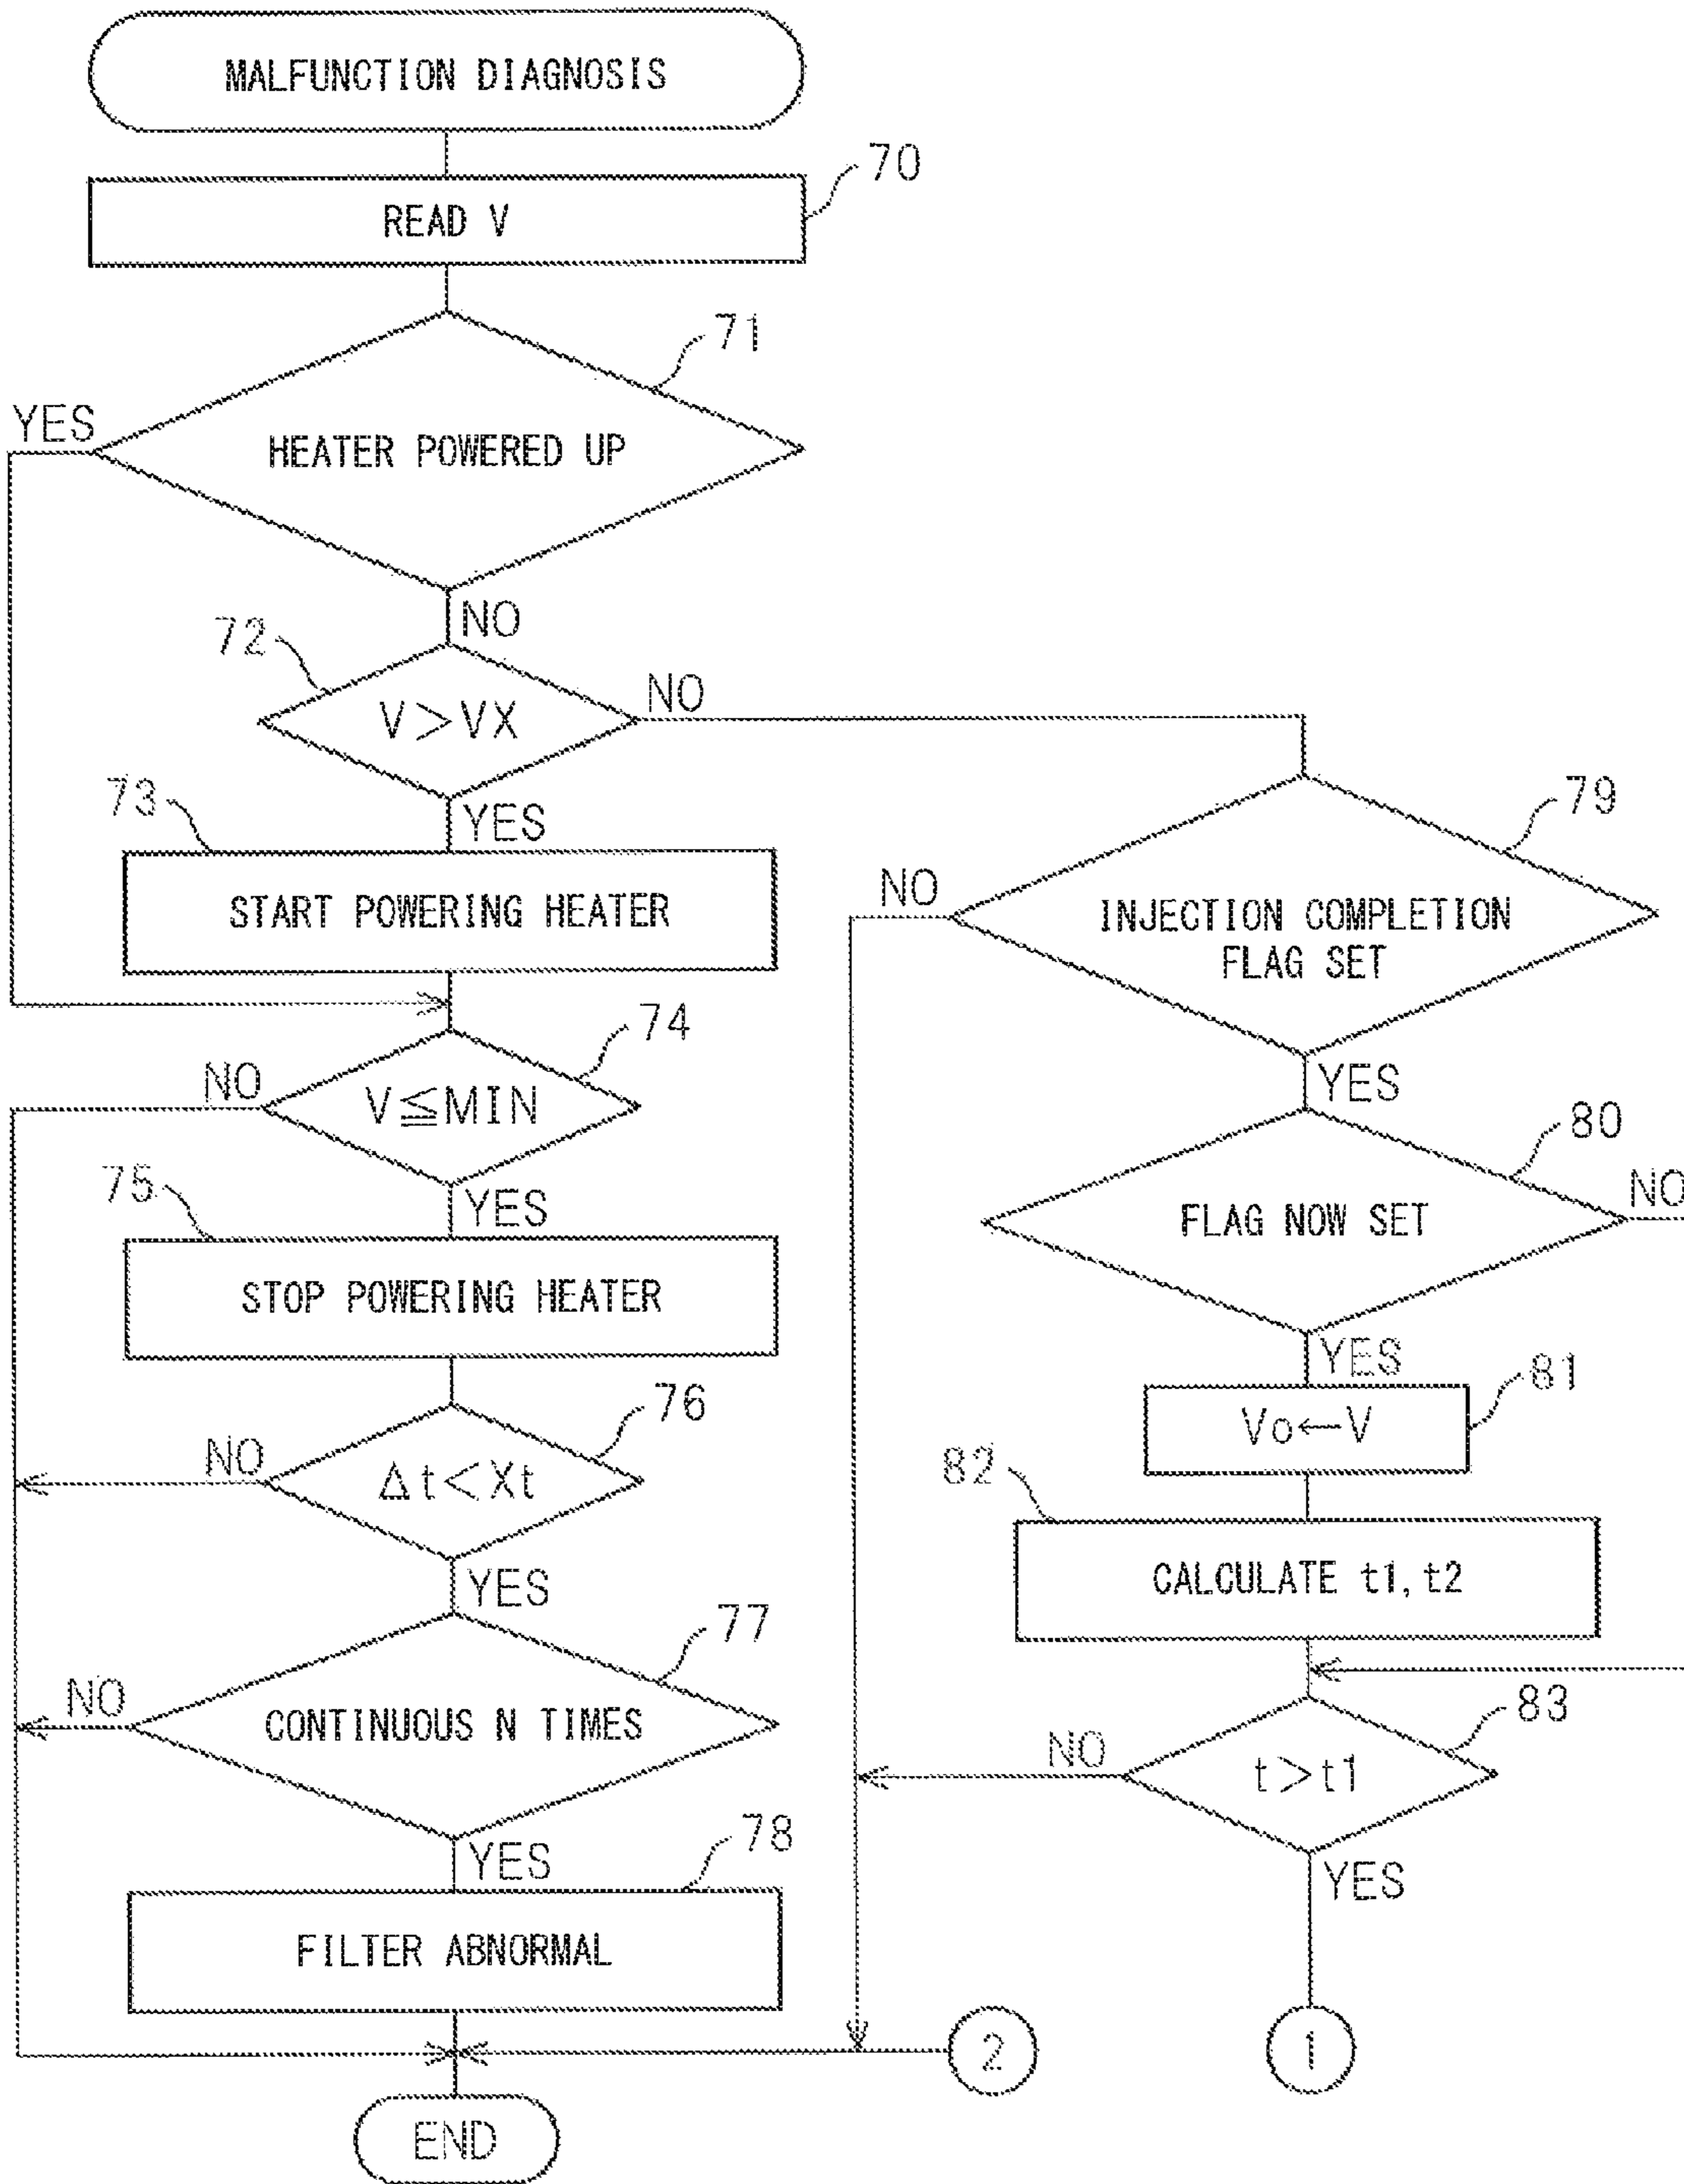 MALFUNCTION DIAGNOSIS
70
READ V
71
YES
HEATER POWERED UP
NO
72
V>VX
NO
73
YES
START POWERING HEATER
79
NO
INJECTION COMPLETION
FLAG SET
YES
74
NO
V≦MIN
YES
80
FLAG NOW SET
NO
YES
75
STOP POWERING HEATER
81
Vo←V
76
NO
Δt<Xt
YES
82
CALCULATE t1, t2
77
NO
CONTINUOUS N TIMES
YES
83
NO
t>t1
YES
78
FILTER ABNORMAL
2
1
END